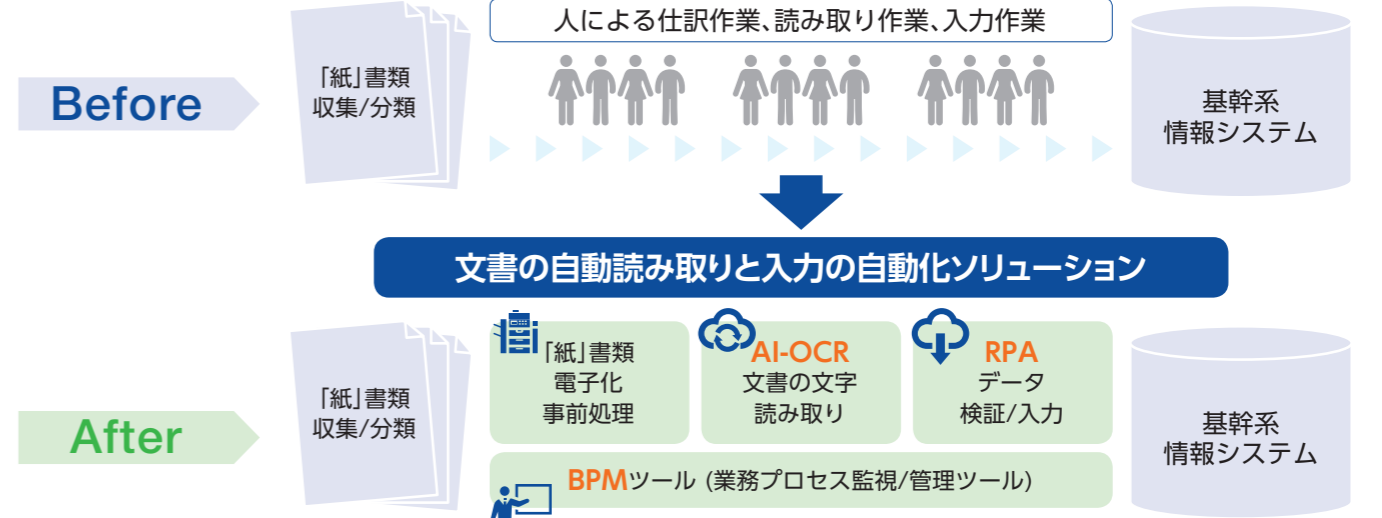 人による仕訳作業、読み取り作業、入力作業
Before
「紙」書類
収集/分類
基幹系
情報システム
文書の自動読み取りと入力の自動化ソリューション
After
「紙」書類
収集/分類
「紙」書類
電子化
事前処理
AI-OCR
文書の文字
読み取り
RPA
データ
検証/入力
BPMツール (業務プロセス監視/管理ツール)
基幹系
情報システム